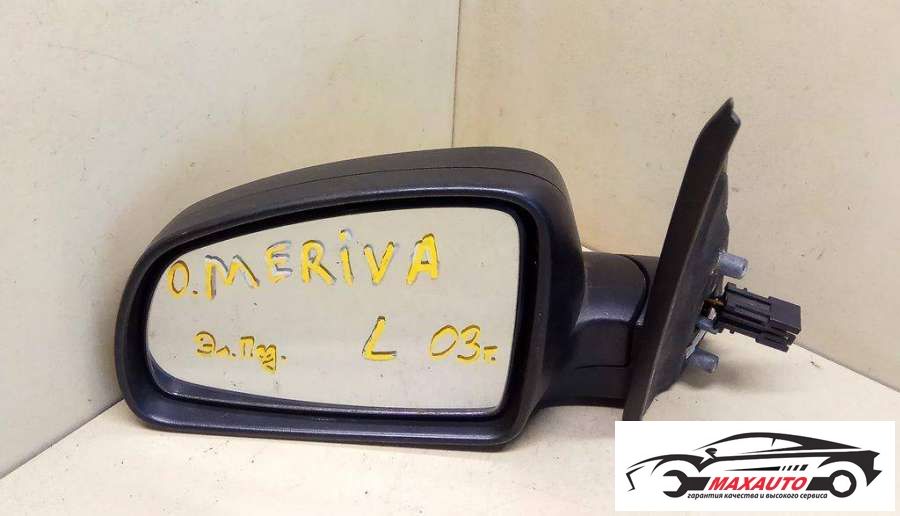 O.MERIVA
Эл.Под. L 03г.
MAXAUTO
гарантия качества и высокого сервиса